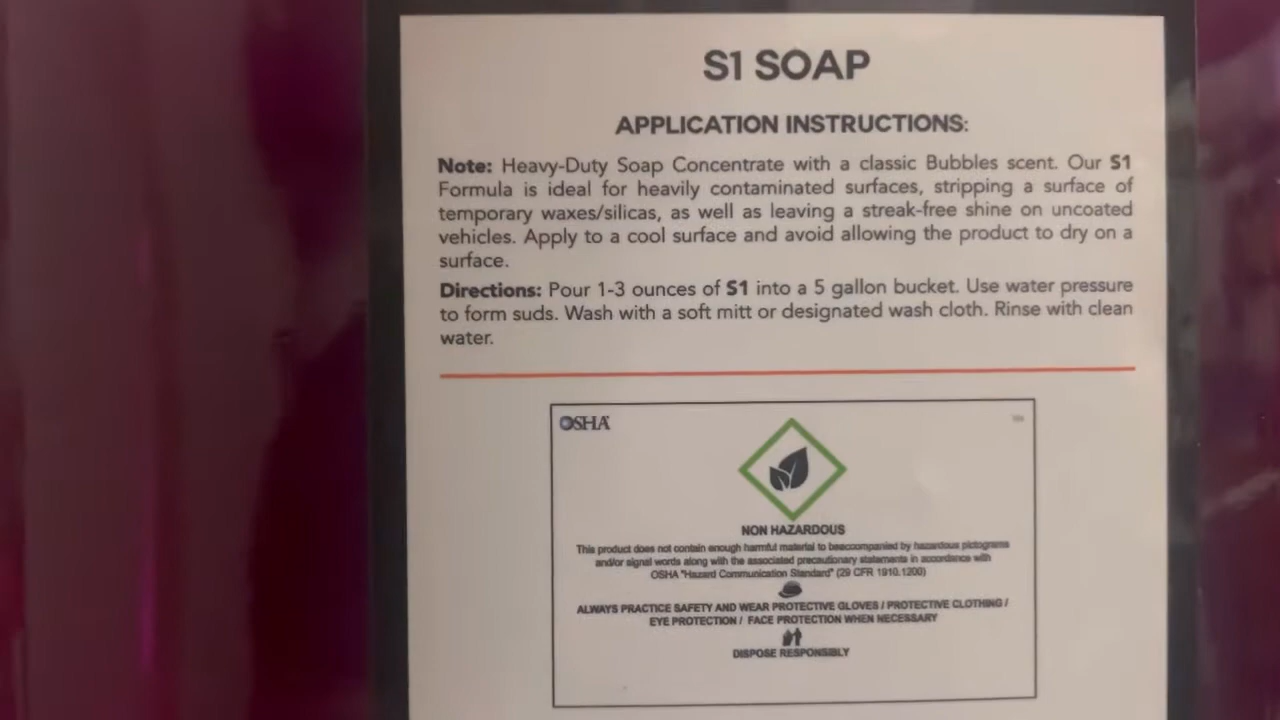 S1 SOAP
APPLICATION INSTRUCTIONS:
Note: Heavy-Duty Soap Concentrate with a classic Bubbles scent. Our S1
Formula is ideal for heavily contaminated surfaces, stripping a surface of
temporary waxes/silicas, as well as leaving a streak-free shine on uncoated
vehicles. Apply to a cool surface and avoid allowing the product to dry on a
surface.
Directions: Pour 1-3 ounces of S1 into a 5 gallon bucket. Use water pressure
to form suds. Wash with a soft mitt or designated wash cloth. Rinse with clean
water.
OSHA
NON HAZARDOUS
This product does not contain enough harmful material to beaccompanied by hazardous pictograms
and/or signal words along with the associated precautionary statements in accordance with
OSHA "Hazard Communication Standard" (29 CFR 1910.1200)
ALWAYS PRACTICE SAFETY AND WEAR PROTECTIVE GLOVES / PROTECTIVE CLOTHING /
EYE PROTECTION / FACE PROTECTION WHEN NECESSARY
DISPOSE RESPONSIBLY